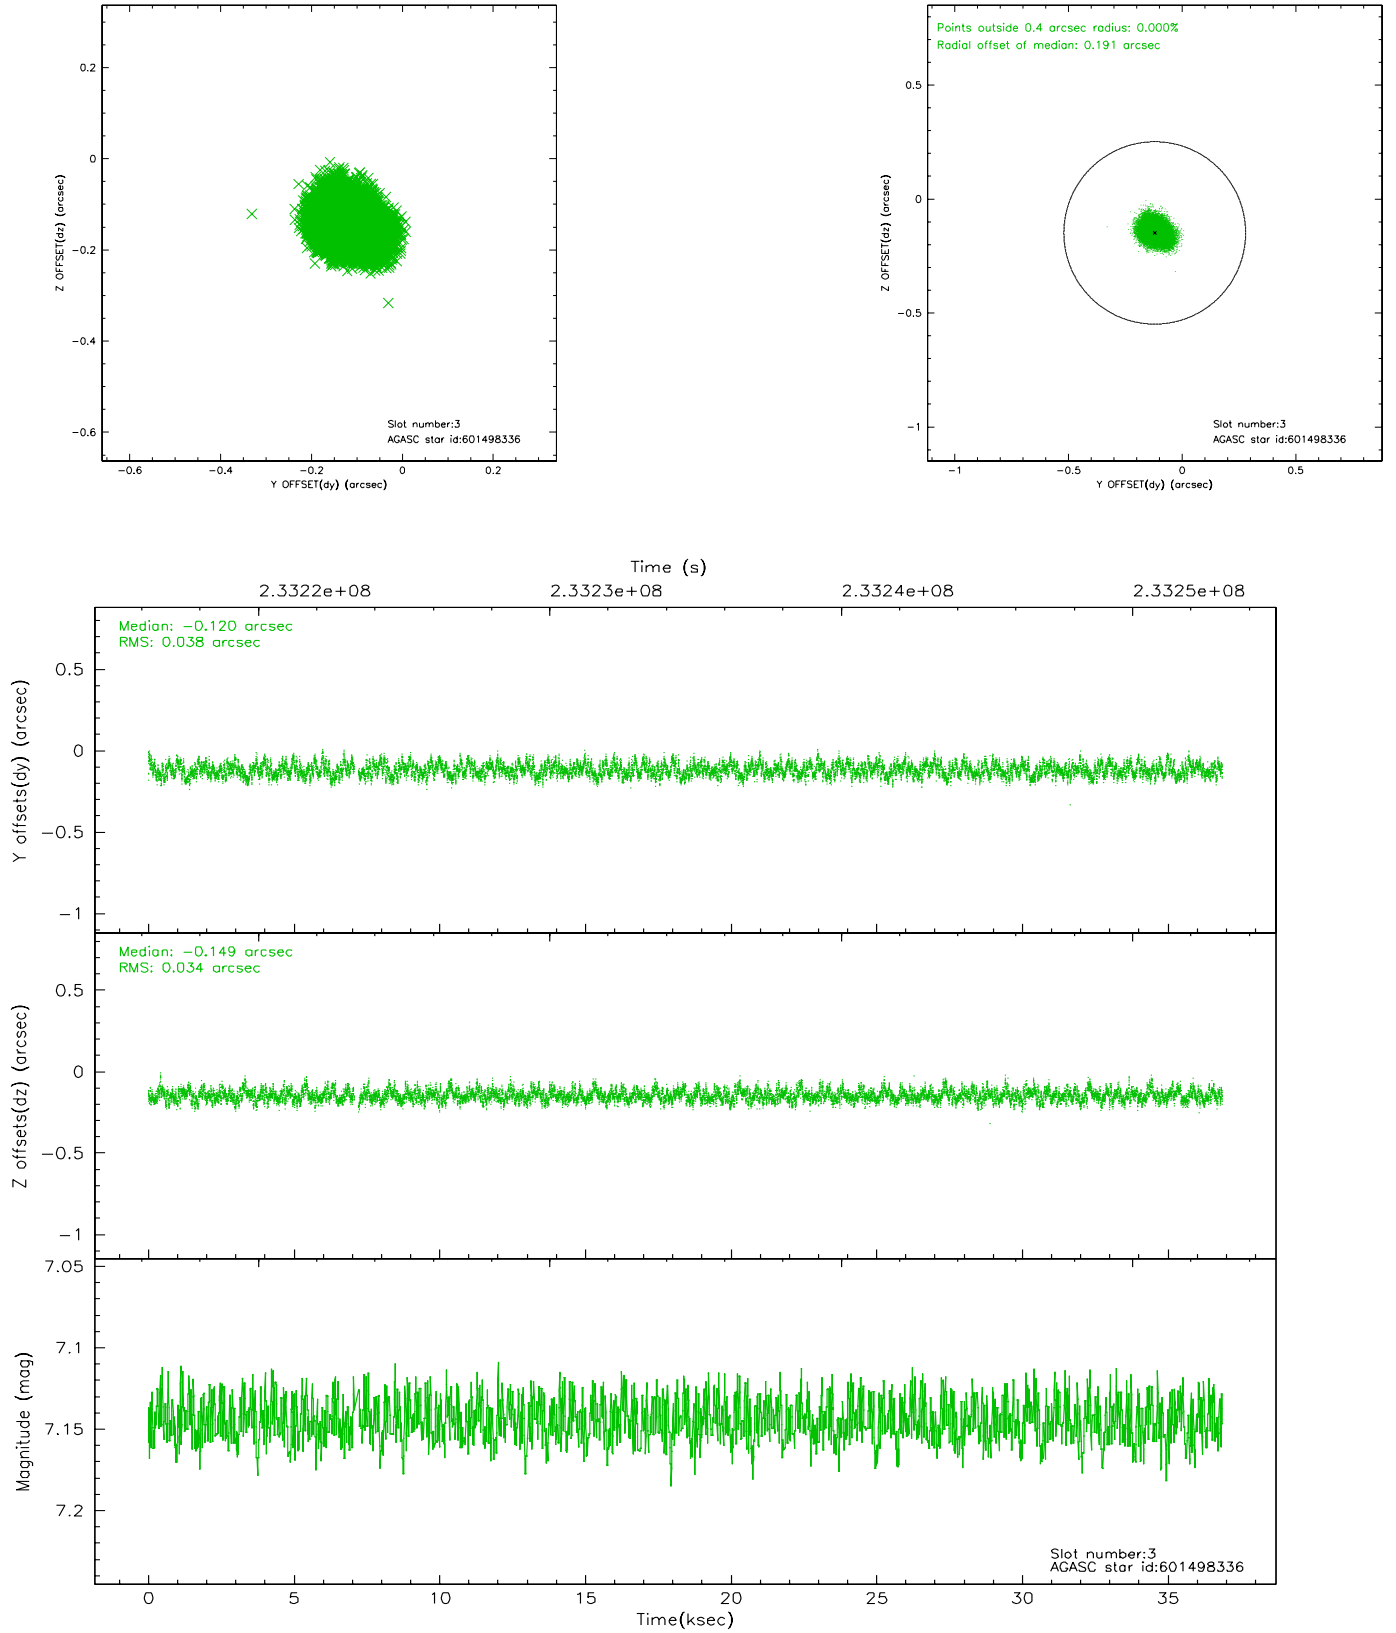 0.2
0
−0.2
−0.4
−0.6
Z OFFSET(dz) (arcsec)
−0.6 −0.4 −0.2 0 0.2
Y OFFSET(dy) (arcsec)
Slot number:3
AGASC star id:601498336
Points outside 0.4 arcsec radius: 0.000%
Radial offset of median: 0.191 arcsec
0.5
0
−0.5
−1
Z OFFSET(dz) (arcsec)
−1 −0.5 0 0.5
Y OFFSET(dy) (arcsec)
Slot number:3
AGASC star id:601498336
Time (s)
2.3322e+08 2.3323e+08 2.3324e+08 2.3325e+08
Median: −0.120 arcsec
RMS: 0.038 arcsec
0.5
0
−0.5
−1
Y offsets(dy) (arcsec)
Median: −0.149 arcsec
RMS: 0.034 arcsec
0.5
0
−0.5
−1
Z offsets(dz) (arcsec)
7.05
7.1
7.15
7.2
Magnitude (mag)
Slot number:3
AGASC star id:601498336
0 5 10 15 20 25 30 35
Time(ksec)